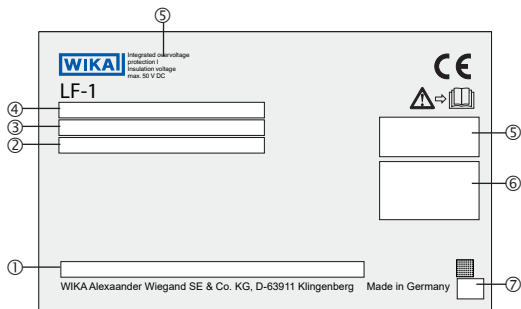 ⑤
WIKA
Integrated overvoltage
protection I
Insulation voltage
max. 50 V DC
CE
LF-1
④
③
②
⑤
⑥
①
WIKA Alexaander Wiegand SE & Co. KG, D-63911 Klingenberg
Made in Germany
⑦